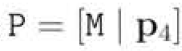 P = [M | p₄]